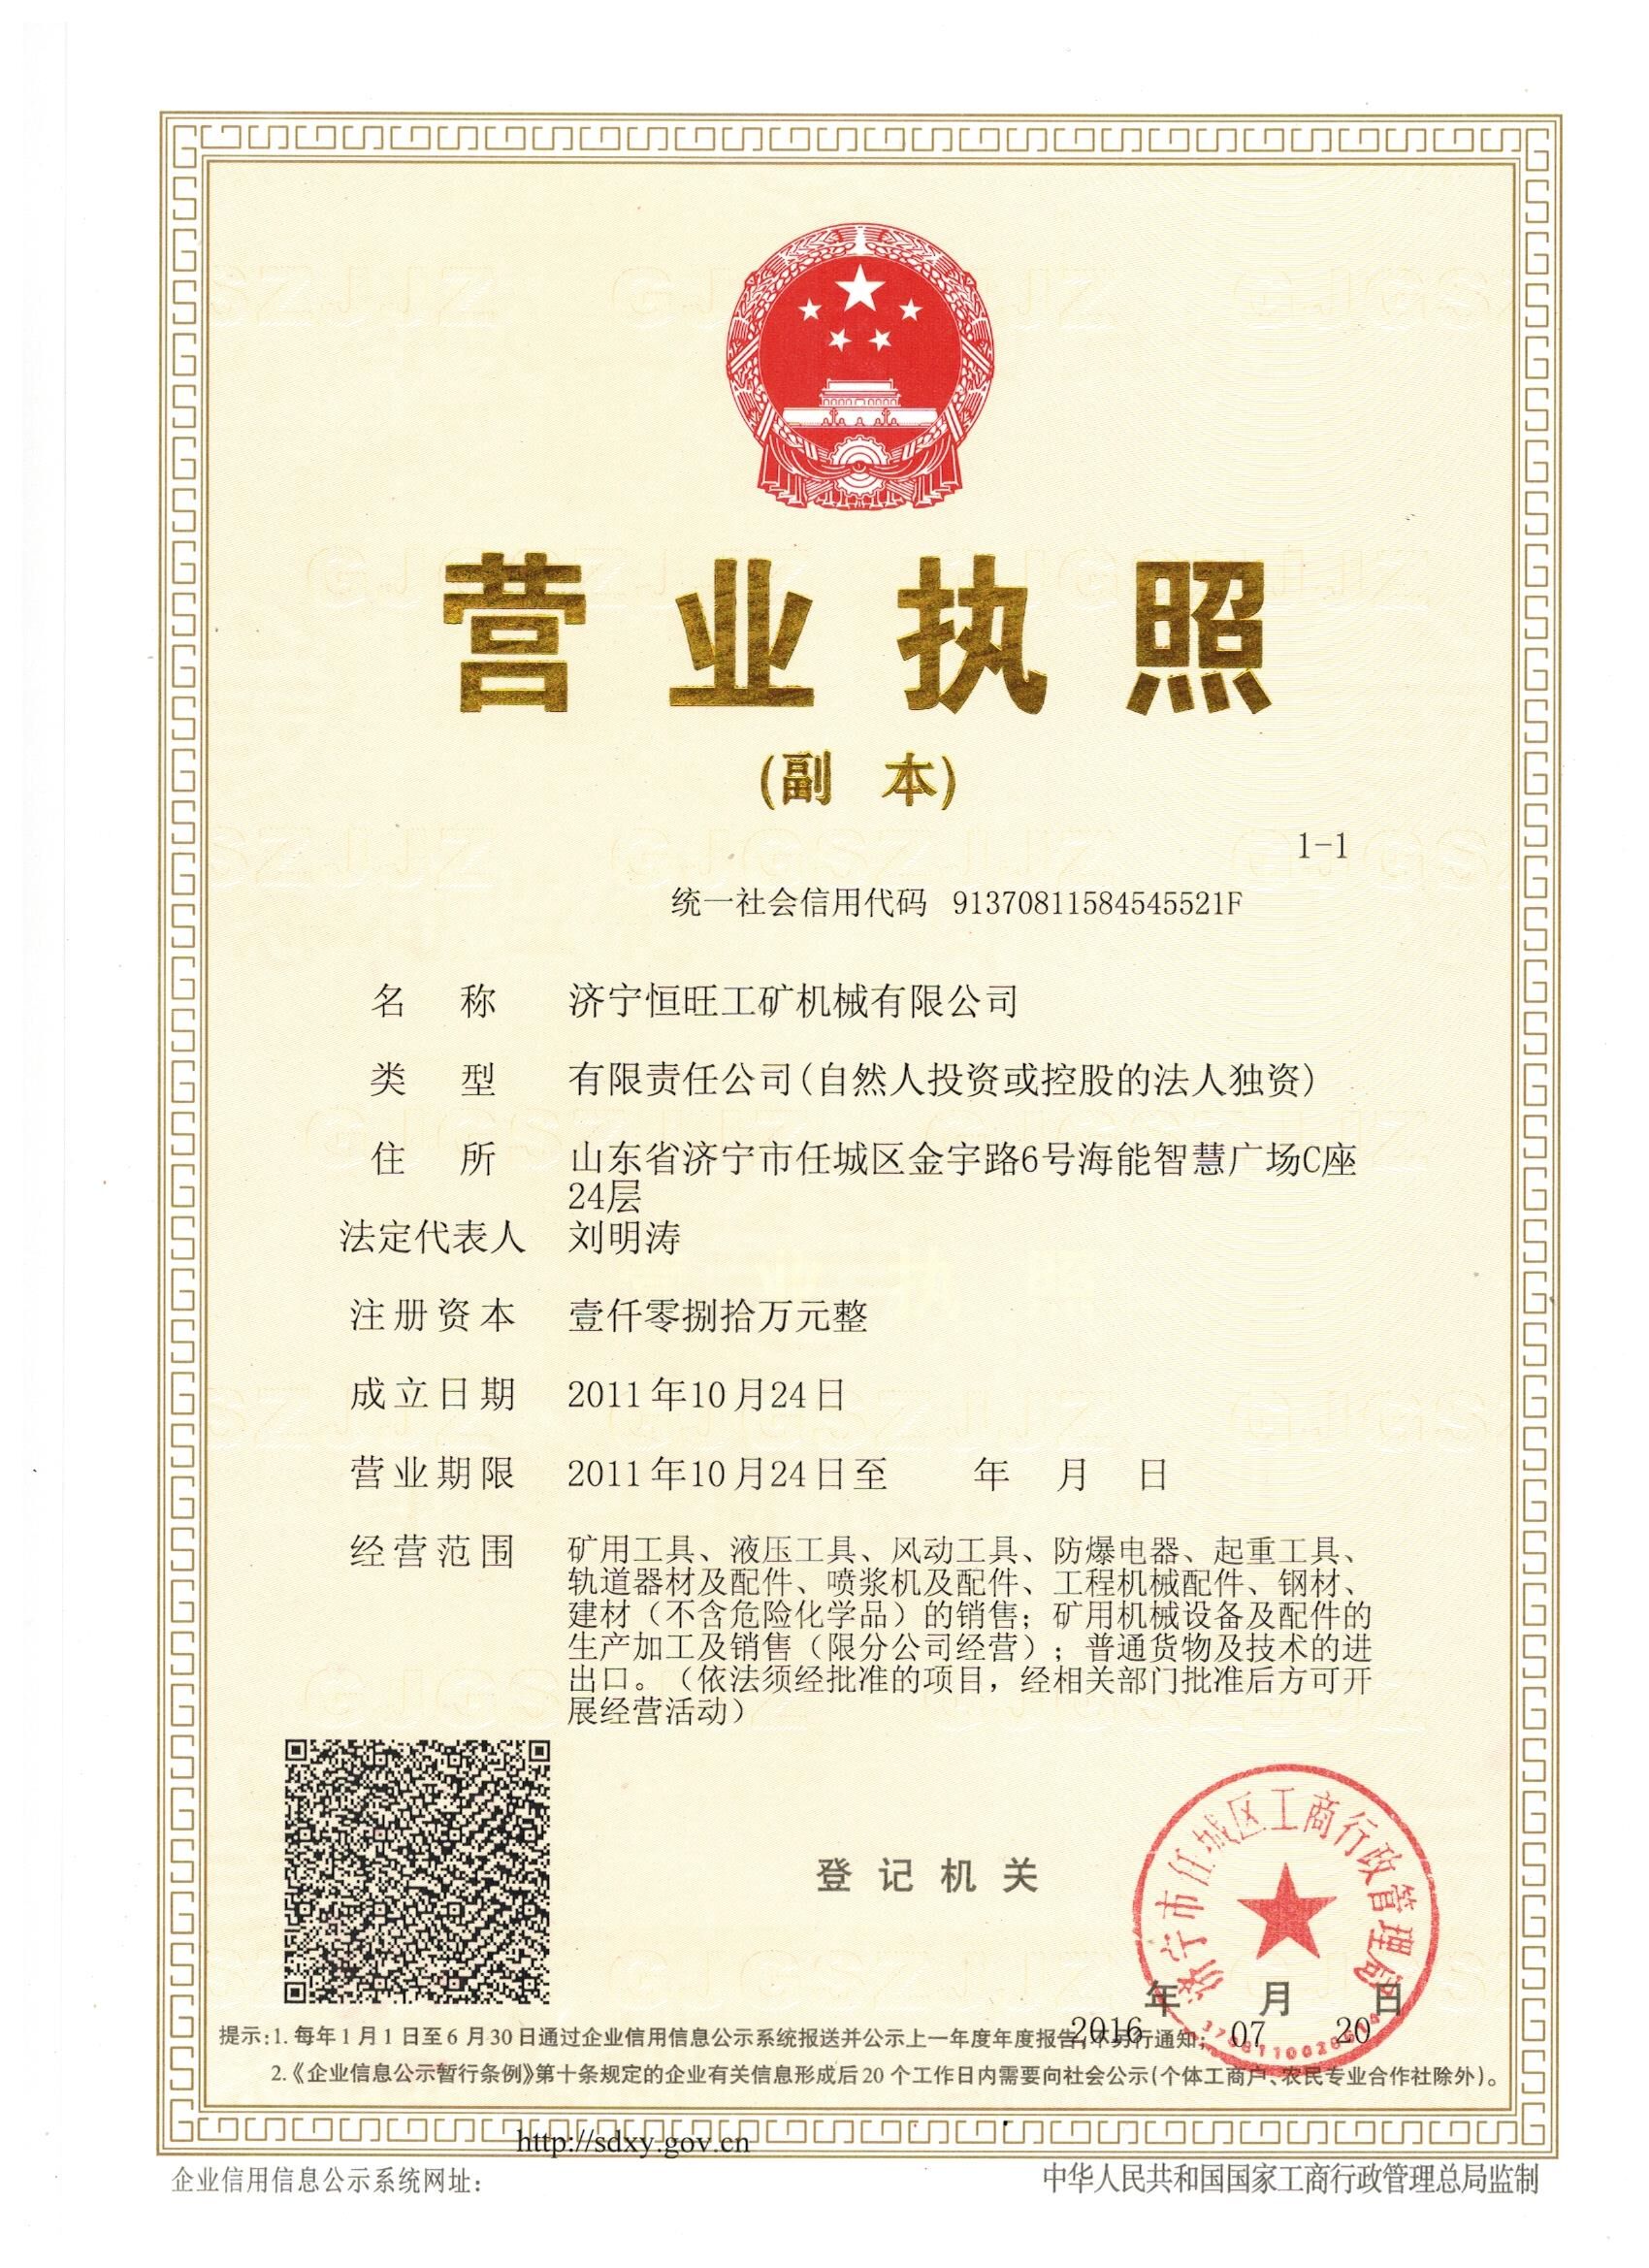 营业执照
(副 本)
1-1
统一社会信用代码 91370811584545521F
名 称 济宁恒旺工矿机械有限公司
类 型 有限责任公司(自然人投资或控股的法人独资)
住 所 山东省济宁市任城区金宇路6号海能智慧广场C座
24层
法定代表人 刘明涛
注册资本 壹仟零捌拾万元整
成立日期 2011年10月24日
营业期限 2011年10月24日至 年 月 日
经营范围 矿用工具、液压工具、风动工具、防爆电器、起重工具、
轨道器材及配件、喷浆机及配件、工程机械配件、钢材、
建材（不含危险化学品）的销售；矿用机械设备及配件的
生产加工及销售（限分公司经营）；普通货物及技术的进
出口。（依法须经批准的项目，经相关部门批准后方可开
展经营活动）
登记机关
济宁市任城区工商行政管理局
年 月 日
2016 07 20
提示:1. 每年1月1日至6月30日通过企业信用信息公示系统报送并公示上一年度年度报告,不另行通知;
2.《企业信息公示暂行条例》第十条规定的企业有关信息形成后20个工作日内需要向社会公示(个体工商户、农民专业合作社除外)。
http://sdxy.gov.cn
企业信用信息公示系统网址:
中华人民共和国国家工商行政管理总局监制